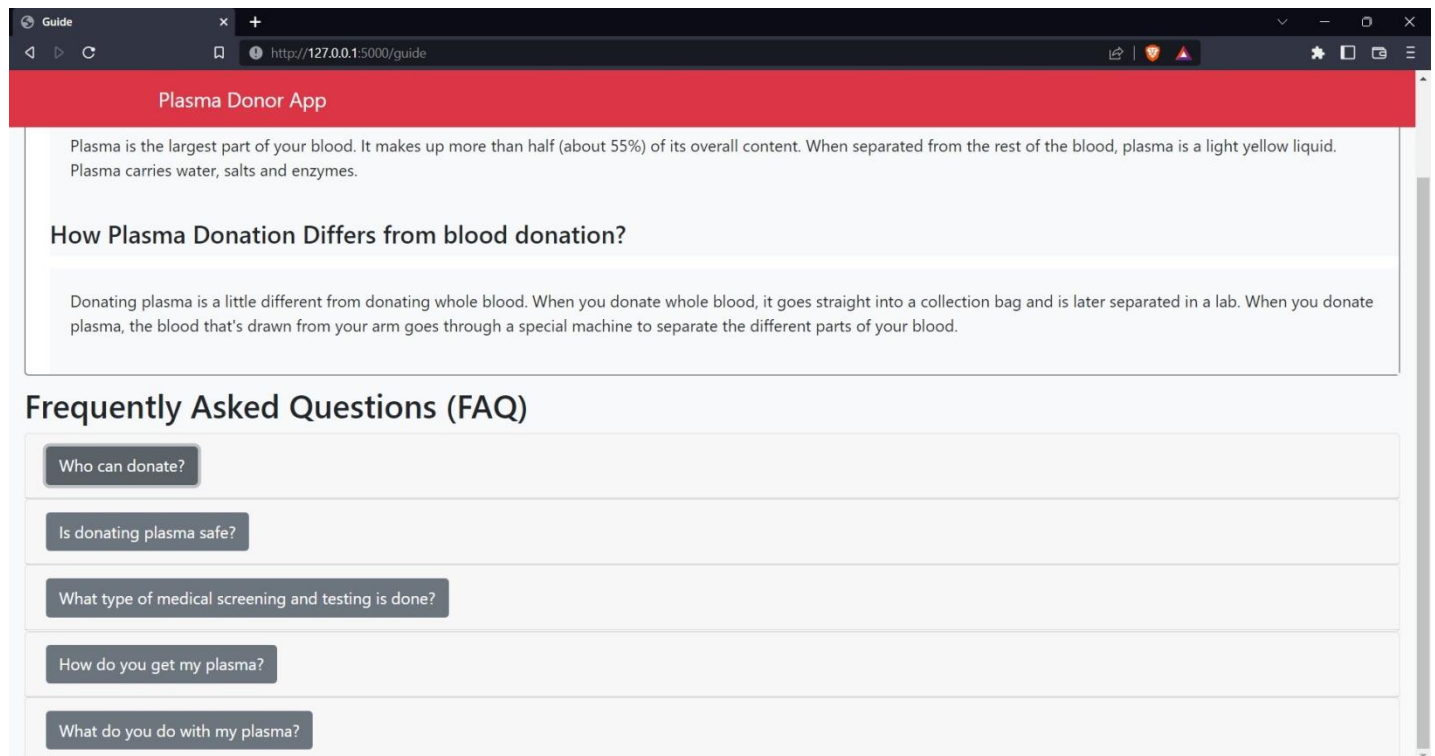 Guide
http://127.0.0.1:5000/guide
Plasma Donor App
Plasma is the largest part of your blood. It makes up more than half (about 55%) of its overall content. When separated from the rest of the blood, plasma is a light yellow liquid.
Plasma carries water, salts and enzymes.
How Plasma Donation Differs from blood donation?
Donating plasma is a little different from donating whole blood. When you donate whole blood, it goes straight into a collection bag and is later separated in a lab. When you donate
plasma, the blood that's drawn from your arm goes through a special machine to separate the different parts of your blood.
Frequently Asked Questions (FAQ)
Who can donate?
Is donating plasma safe?
What type of medical screening and testing is done?
How do you get my plasma?
What do you do with my plasma?